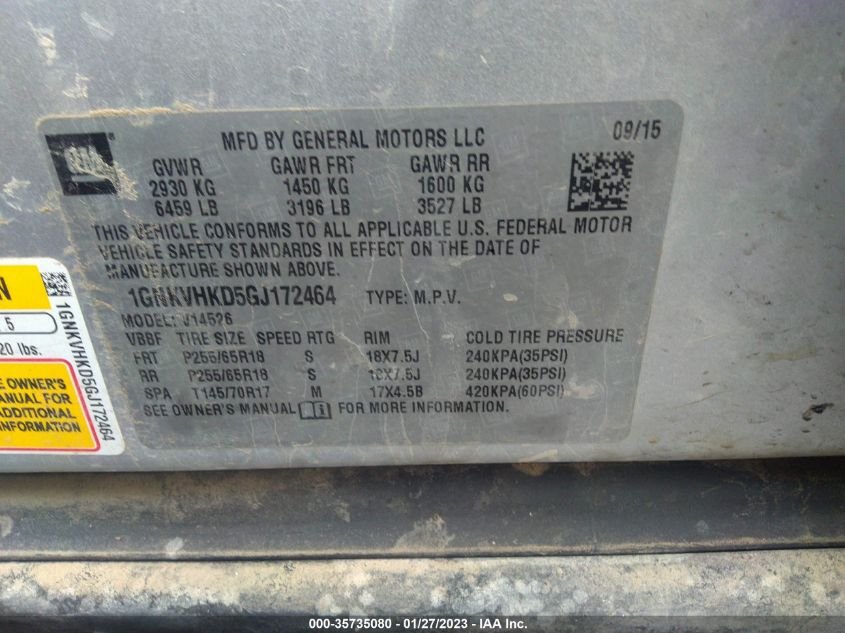 MFD BY GENERAL MOTORS LLC 09/15
GVWR GAWR FRT GAWR RR
2930 KG 1450 KG 1600 KG
6459 LB 3196 LB 3527 LB
THIS VEHICLE CONFORMS TO ALL APPLICABLE U.S. FEDERAL MOTOR
VEHICLE SAFETY STANDARDS IN EFFECT ON THE DATE OF
MANUFACTURE SHOWN ABOVE.
1GNKVHKD5GJ172464 TYPE: M.P.V.
MODEL: V14526
VBBF TIRE SIZE SPEED RTG RIM COLD TIRE PRESSURE
FRT P255/65R18 S 18X7.5J 240KPA(35PSI)
RR P255/65R18 S 18X7.5J 240KPA(35PSI)
SPA T145/70R17 M 17X4.5B 420KPA(60PSI)
SEE OWNER'S MANUAL FOR MORE INFORMATION.
N
5
20 lbs.
E OWNER'S
MANUAL FOR
ADDITIONAL
INFORMATION
1GNKVHKD5GJ172464
000-35735080 - 01/27/2023 - IAA Inc.